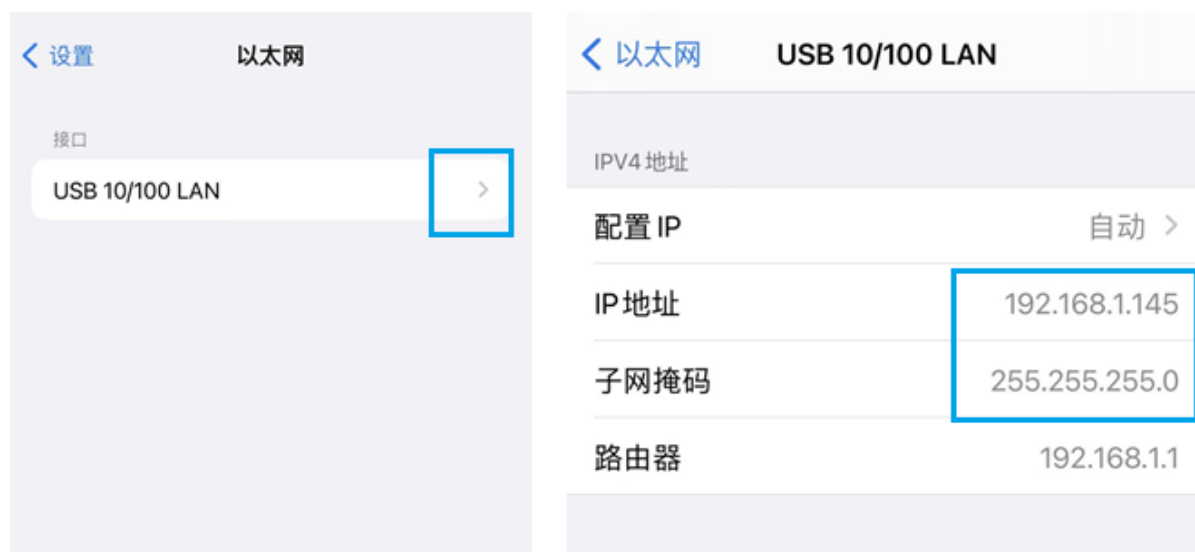 设置 以太网
接口
USB 10/100 LAN
以太网 USB 10/100 LAN
IPV4 地址
配置 IP 自动
IP 地址 192.168.1.145
子网掩码 255.255.255.0
路由器 192.168.1.1